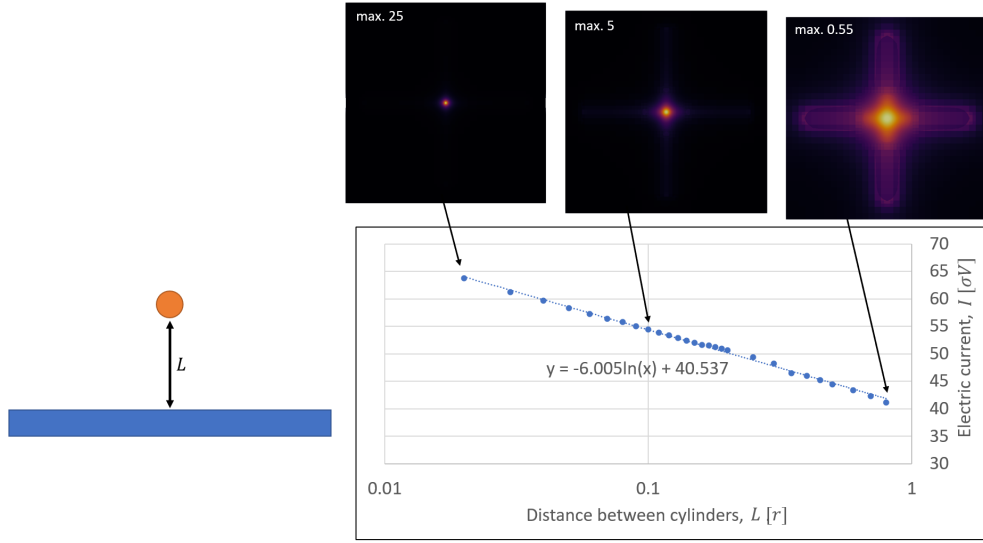 max. 25
max. 5
max. 0.55
L
70
65
60
55
50
45
40
35
30
Electric current, I [σV]
y = -6.005ln(x) + 40.537
0.01
0.1
1
Distance between cylinders, L [r]